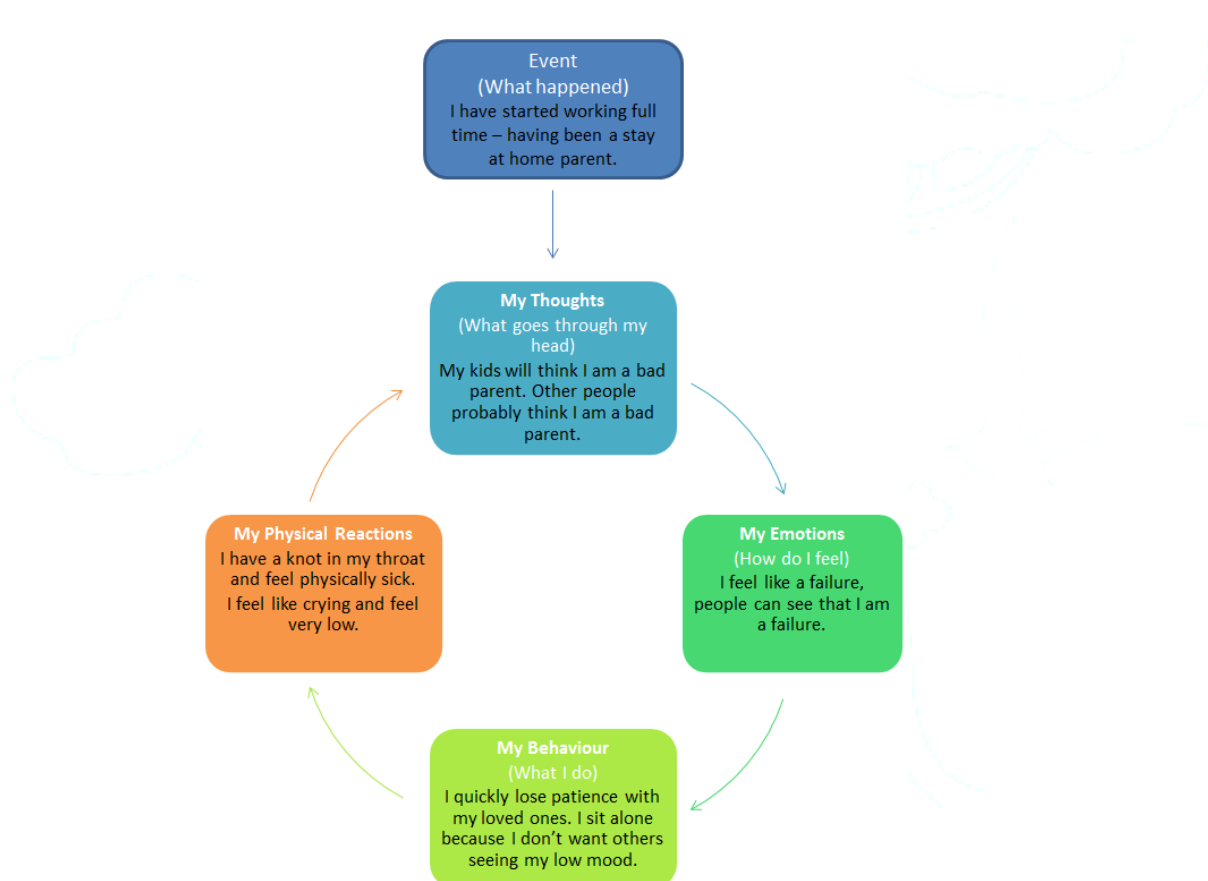 Event
(What happened)
I have started working full
time – having been a stay
at home parent.
My Thoughts
(What goes through my
head)
My kids will think I am a bad
parent. Other people
probably think I am a bad
parent.
My Emotions
(How do I feel)
I feel like a failure,
people can see that I am
a failure.
My Behaviour
(What I do)
I quickly lose patience with
my loved ones. I sit alone
because I don’t want others
seeing my low mood.
My Physical Reactions
I have a knot in my throat
and feel physically sick.
I feel like crying and feel
very low.